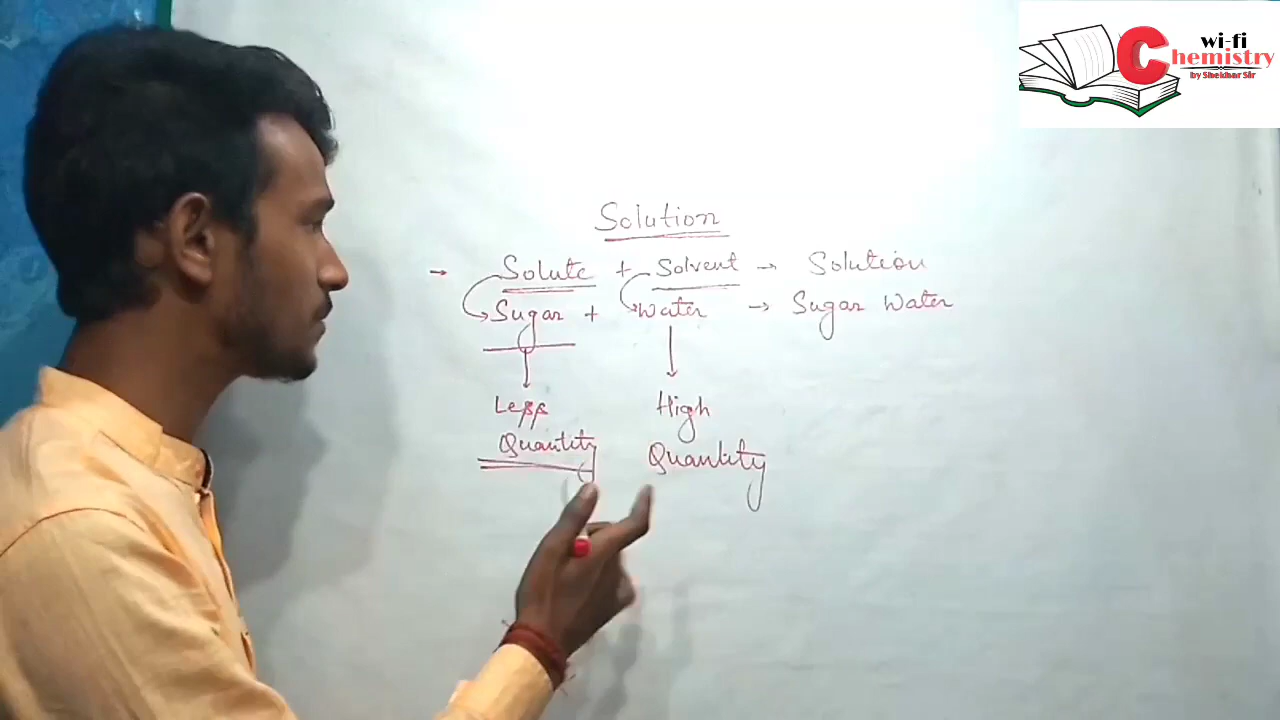 wi-fi
Chemistry
by Shekhar Sir
Solution
→ Solute + Solvent → Solution
Sugar + Water → Sugar Water
Less High
Quantity Quantity